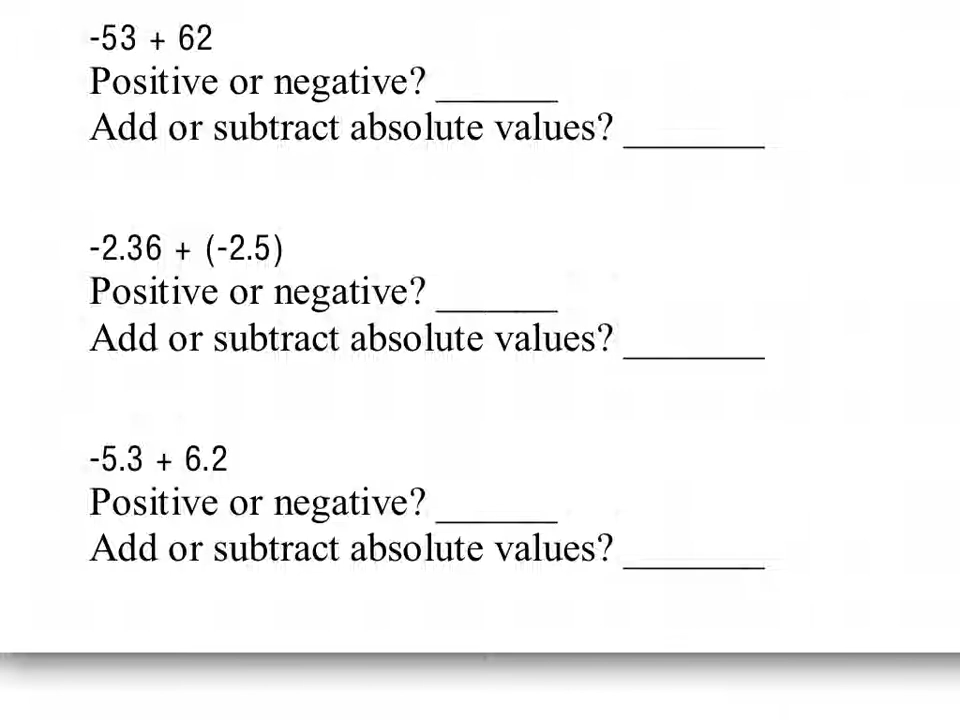 -53 + 62
Positive or negative? ______
Add or subtract absolute values? _______
-2.36 + (-2.5)
Positive or negative? ______
Add or subtract absolute values? _______
-5.3 + 6.2
Positive or negative? ______
Add or subtract absolute values? _______